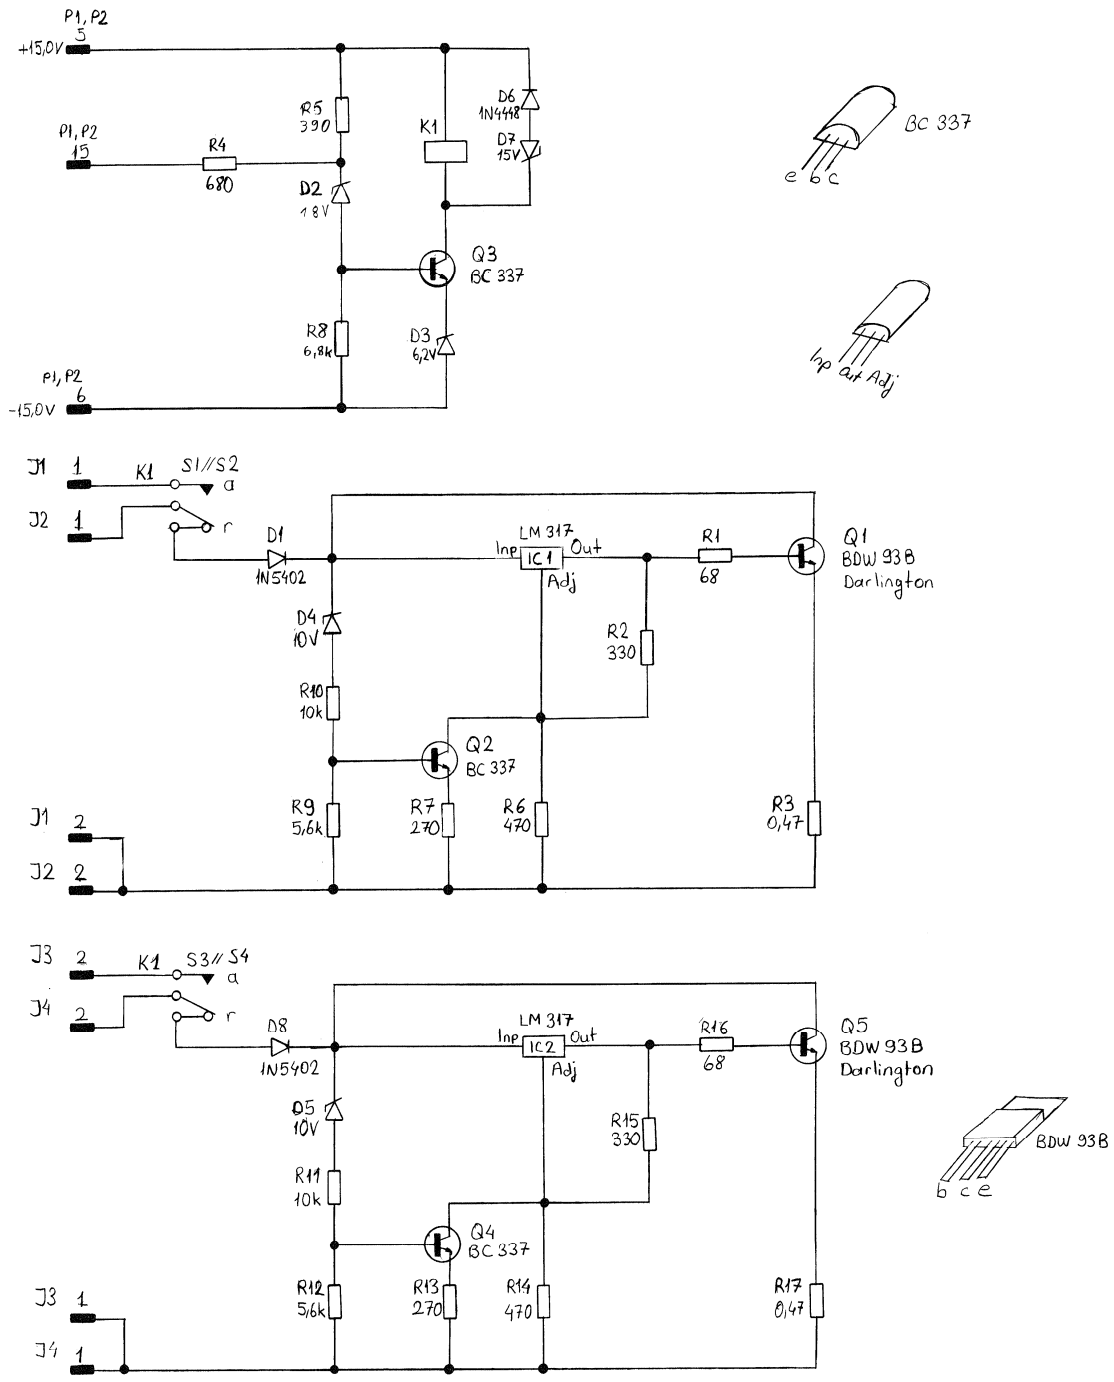 P1, P2
5
+15,0V
R5
390
K1
D6
1N4448
D7
15V
P1, P2
15
R4
680
D2
18V
Q3
BC 337
R8
6,8k
D3
6,2V
P1, P2
6
-15,0V
BC 337
e b c
Inp Out Adj
J1 1
K1 S1//S2
a
J2 1
r
D1
1N5402
LM 317
Inp IC1 Out
Adj
R1
68
Q1
BDW 93B
Darlington
D4
10V
R2
330
R10
10k
Q2
BC 337
R9
5,6k
R7
270
R6
470
R3
0,47
J1 2
J2 2
J3 2
K1 S3//S4
a
J4 2
r
D8
1N5402
LM 317
Inp IC2 Out
Adj
R16
68
Q5
BDW 93B
Darlington
D5
10V
R15
330
R11
10k
Q4
BC 337
R12
5,6k
R13
270
R14
470
R17
0,47
J3 1
J4 1
BDW 93B
b c e